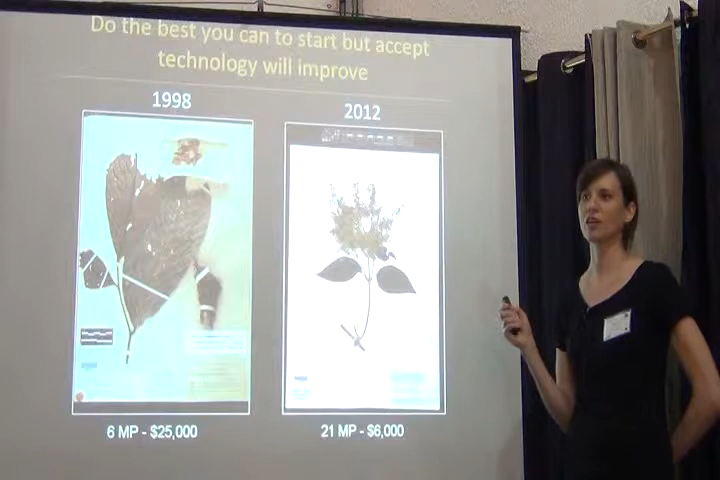 Do the best you can to start but accept
technology will improve
1998
2012
6 MP - $25,000
21 MP - $6,000